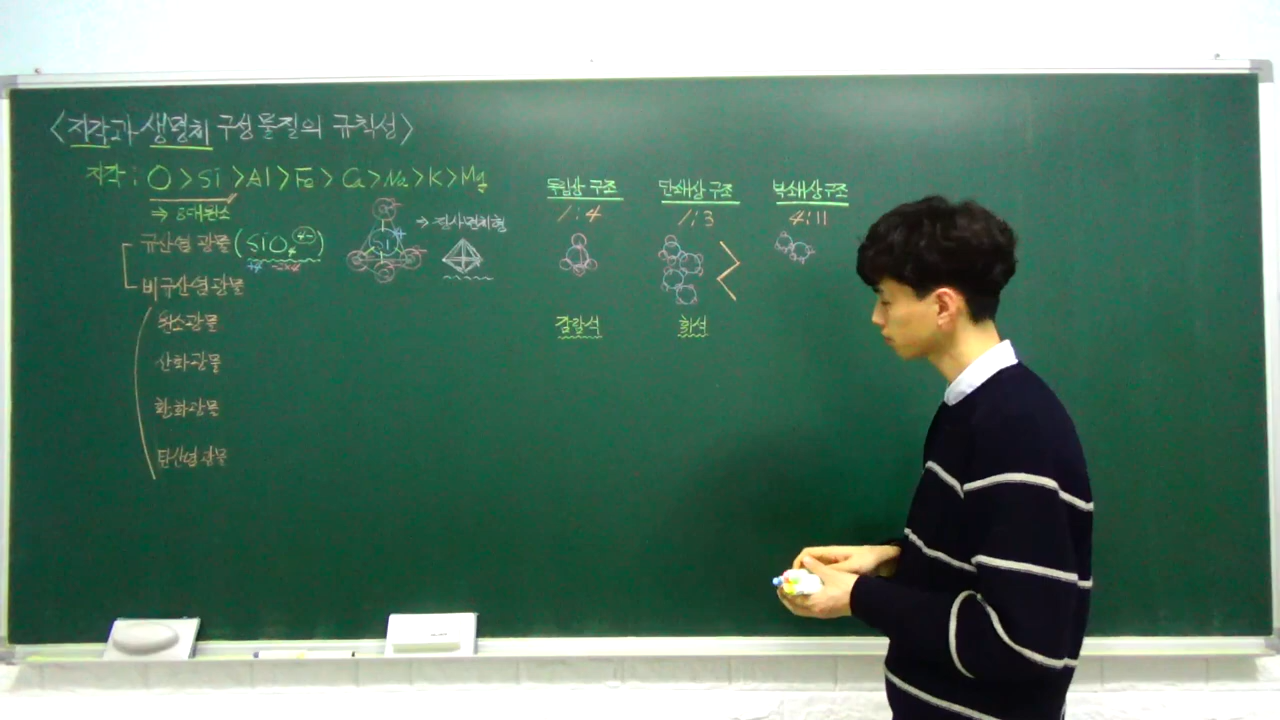 <지각과 생명체 구성 물질의 규칙성>
지각 : O > Si > Al > Fe > Ca > Na > K > Mg
⇒ 8대원소
규산염 광물 (SiO₄⁴⁻)
비규산염 광물
원소광물
산화광물
황화광물
탄산염광물
Si
→ 정사면체형
독립상 구조
1:4
감람석
단쇄상 구조
1:3
휘석
복쇄상 구조
4:11